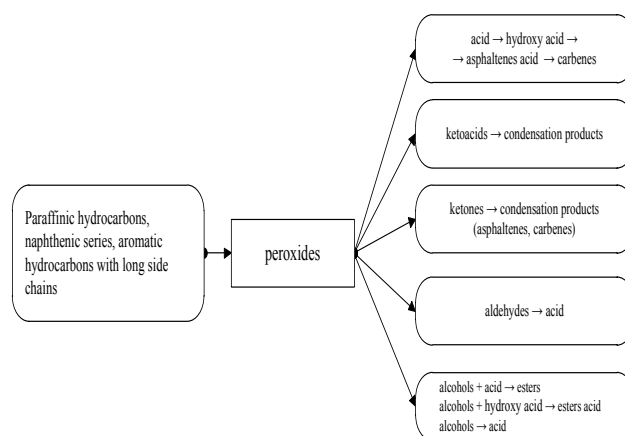 Paraffinic hydrocarbons,
naphthenic series, aromatic
hydrocarbons with long side
chains
peroxides
acid → hydroxy acid →
→ asphaltenes acid → carbenes
ketoacids → condensation products
ketones → condensation products
(asphaltenes, carbenes)
aldehydes → acid
alcohols + acid → esters
alcohols + hydroxy acid → esters acid
alcohols → acid